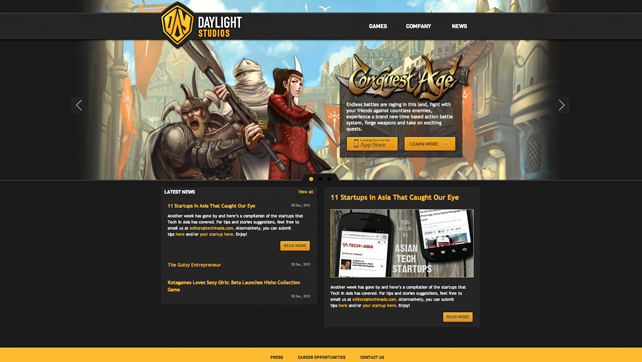 DAYLIGHT
STUDIOS
GAMES COMPANY NEWS
Conquest Age
Endless battles are raging in this land, fight with
your friends against countless enemies,
experience a brand new time based action battle
system, forge weapons and take on exciting
quests.
Coming Soon to the
App Store
LEARN MORE
LATEST NEWS View all
11 Startups In Asia That Caught Our Eye
Another week has gone by and here's a compilation of the startups that
Tech in Asia has covered. For tips and stories suggestions, feel free to
email us at editors@techinasia.com. Alternatively, you can submit
tips here and/or your startup here. Enjoy!
READ MORE
The Gutsy Entrepreneur
Kotagames Loves Sexy Girls: Beta Launches Hisho Collection
Game
11 Startups In Asia That Caught Our Eye
TECH IN ASIA
this
week
in
ASIAN
TECH
STARTUPS
Another week has gone by and here's a compilation of the startups that
Tech in Asia has covered. For tips and stories suggestions, feel free to
email us at editors@techinasia.com. Alternatively, you can submit
tips here and/or your startup here. Enjoy!
READ MORE
PRESS CAREER OPPORTUNITIES CONTACT US